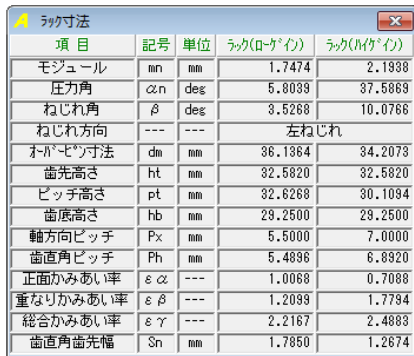 ラック寸法
項 目 記号 単位 ラック(ローゲイン) ラック(ハイゲイン)
モジュール mn mm 1.7474 2.1938
圧力角 αn deg 5.8039 37.5869
ねじれ角 β deg 3.5268 10.0766
ねじれ方向 --- --- 左ねじれ
オーバーピン寸法 dm mm 36.1364 34.2073
歯先高さ ht mm 32.5820 32.5820
ピッチ高さ pt mm 32.6268 30.1094
歯底高さ hb mm 29.2500 29.2500
軸方向ピッチ Px mm 5.5000 7.0000
歯直角ピッチ Ph mm 5.4896 6.8920
正面かみあい率 εα --- 1.0068 0.7088
重なりかみあい率 εβ --- 1.2099 1.7794
総合かみあい率 εγ --- 2.2167 2.4883
歯直角歯先幅 Sn mm 1.7850 1.2674